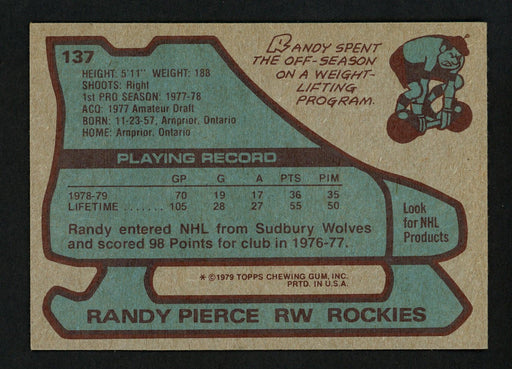 137
HEIGHT: 5'11" WEIGHT: 188
SHOOTS: Right
1st PRO SEASON: 1977-78
ACQ: 1977 Amateur Draft
BORN: 11-23-57, Arnprior, Ontario
HOME: Arnprior, Ontario
RANDY SPENT
THE OFF-SEASON
ON A WEIGHT-
LIFTING
PROGRAM.
PLAYING RECORD
GP G A PTS PIM
1978-79 70 19 17 36 35
LIFETIME ....... 105 28 27 55 50
Randy entered NHL from Sudbury Wolves
and scored 98 Points for club in 1976-77.
Look
for NHL
Products
* ©1979 TOPPS CHEWING GUM, INC.
PRTD. IN U.S.A.
RANDY PIERCE RW ROCKIES